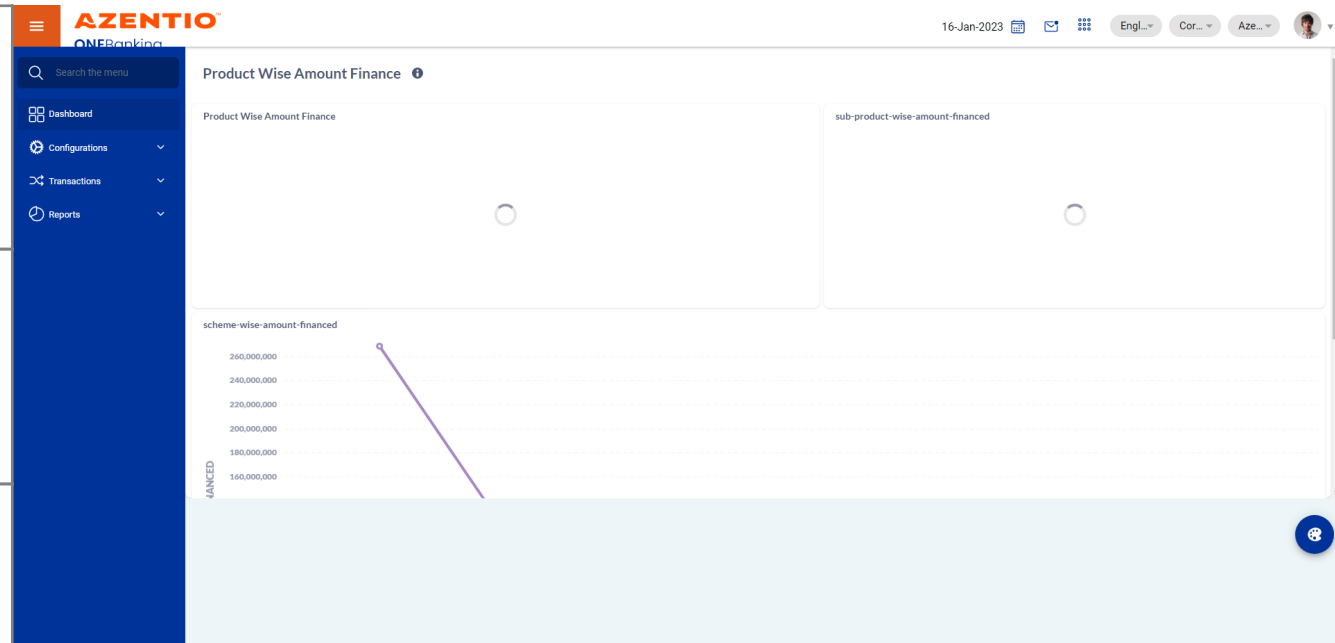 AZENTIO
ONEBanking
16-Jan-2023
Engl...
Cor...
Aze...
Search the menu
Dashboard
Configurations
Transactions
Reports
Product Wise Amount Finance
Product Wise Amount Finance
sub-product-wise-amount-financed
scheme-wise-amount-financed
260,000,000
240,000,000
220,000,000
200,000,000
180,000,000
160,000,000